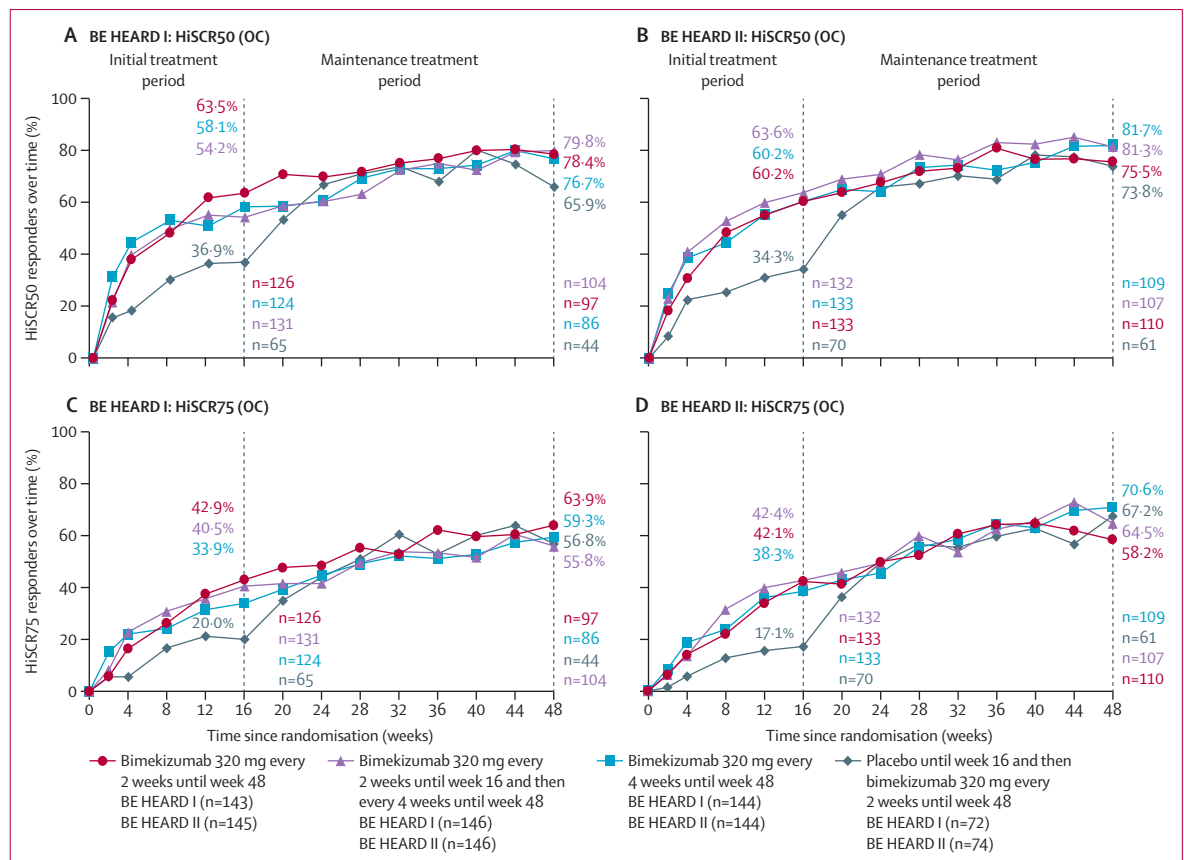 A BE HEARD I: HiSCR50 (OC)
Initial treatment
period
Maintenance treatment
period
HiSCR50 responders over time (%)
100
80
60
40
20
0
63·5%
58·1%
54·2%
36·9%
n=126
n=124
n=131
n=65
79·8%
78·4%
76·7%
65·9%
n=104
n=97
n=86
n=44
B BE HEARD II: HiSCR50 (OC)
Initial treatment
period
Maintenance treatment
period
63·6%
60·2%
60·2%
34·3%
n=132
n=133
n=133
n=70
81·7%
81·3%
75·5%
73·8%
n=109
n=107
n=110
n=61
C BE HEARD I: HiSCR75 (OC)
HiSCR75 responders over time (%)
100
80
60
40
20
0
42·9%
40·5%
33·9%
20·0%
n=126
n=131
n=124
n=65
63·9%
59·3%
56·8%
55·8%
n=97
n=86
n=44
n=104
0 4 8 12 16 20 24 28 32 36 40 44 48
Time since randomisation (weeks)
D BE HEARD II: HiSCR75 (OC)
42·4%
42·1%
38·3%
17·1%
n=132
n=133
n=133
n=70
70·6%
67·2%
64·5%
58·2%
n=109
n=61
n=107
n=110
0 4 8 12 16 20 24 28 32 36 40 44 48
Time since randomisation (weeks)
Bimekizumab 320 mg every
2 weeks until week 48
BE HEARD I (n=143)
BE HEARD II (n=145)
Bimekizumab 320 mg every
2 weeks until week 16 and then
every 4 weeks until week 48
BE HEARD I (n=146)
BE HEARD II (n=146)
Bimekizumab 320 mg every
4 weeks until week 48
BE HEARD I (n=144)
BE HEARD II (n=144)
Placebo until week 16 and then
bimekizumab 320 mg every
2 weeks until week 48
BE HEARD I (n=72)
BE HEARD II (n=74)